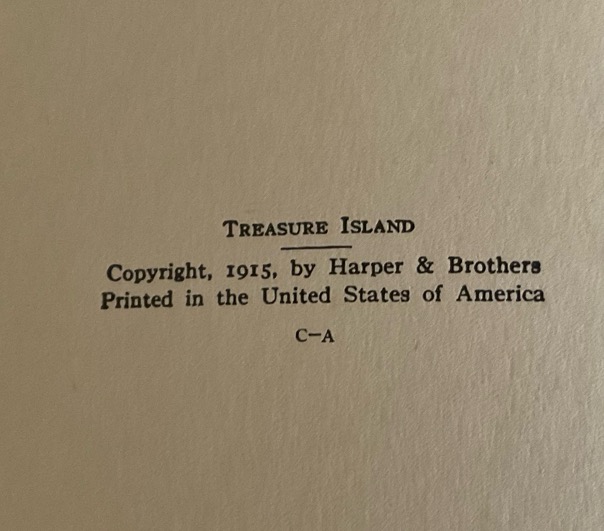 TREASURE ISLAND
Copyright, 1915, by Harper & Brothers
Printed in the United States of America
C–A